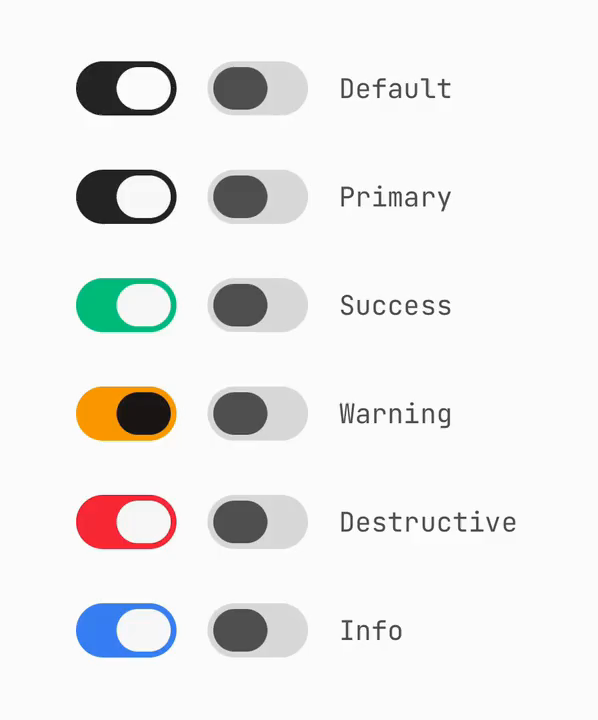 Default
Primary
Success
Warning
Destructive
Info